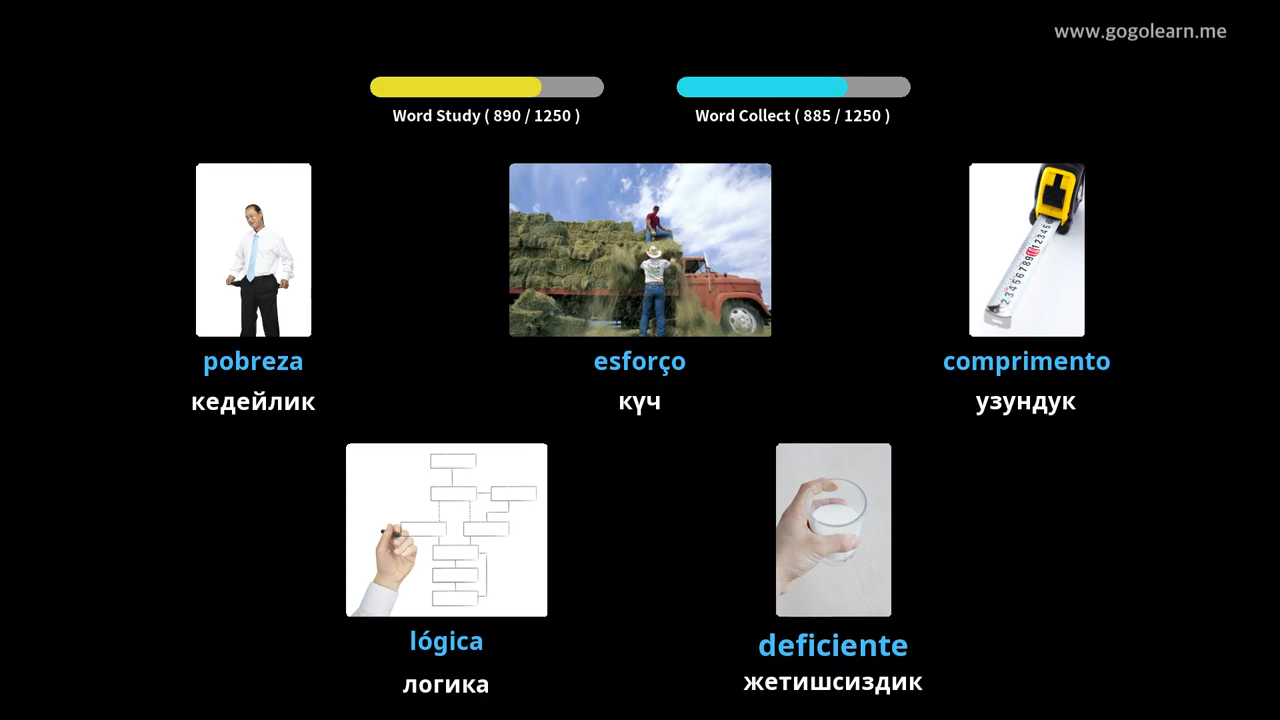 www.gogolearn.me
Word Study ( 890 / 1250 )
Word Collect ( 885 / 1250 )
pobreza
кедейлик
esforço
күч
comprimento
узундук
lógica
логика
deficiente
жетишсиздик